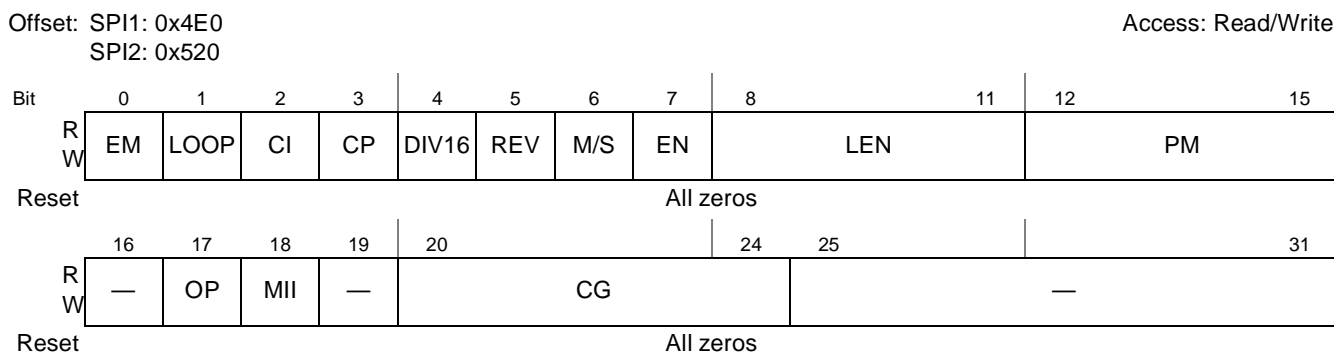 Offset: SPI1: 0x4E0 Access: Read/Write
SPI2: 0x520
Bit 0 1 2 3 4 5 6 7 8 11 12 15
R
W EM LOOP CI CP DIV16 REV M/S EN LEN PM
Reset All zeros
16 17 18 19 20 24 25 31
R
W — OP MII — CG —
Reset All zeros